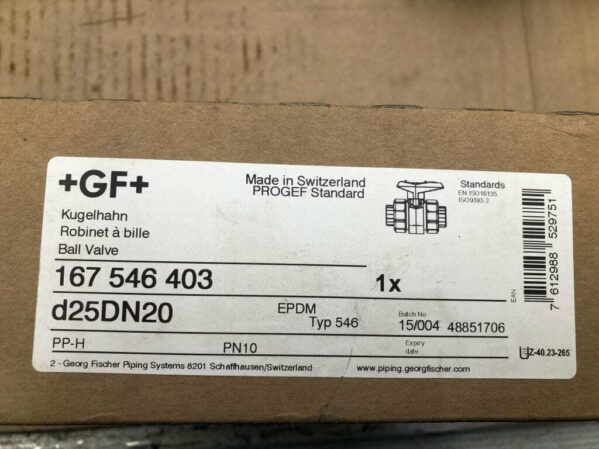 +GF+
Made in Switzerland
PROGEF Standard
Standards
EN ISO16135
ISO9393-2
Kugelhahn
Robinet à bille
Ball Valve
167 546 403
1x
d25DN20
EPDM
Typ 546
Batch No
15/004 48851706
PP-H
PN10
Expiry
date
2 - Georg Fischer Piping Systems 8201 Schaffhausen/Switzerland
www.piping.georgfischer.com
EAN
7 612988 529751
Z-40.23-265